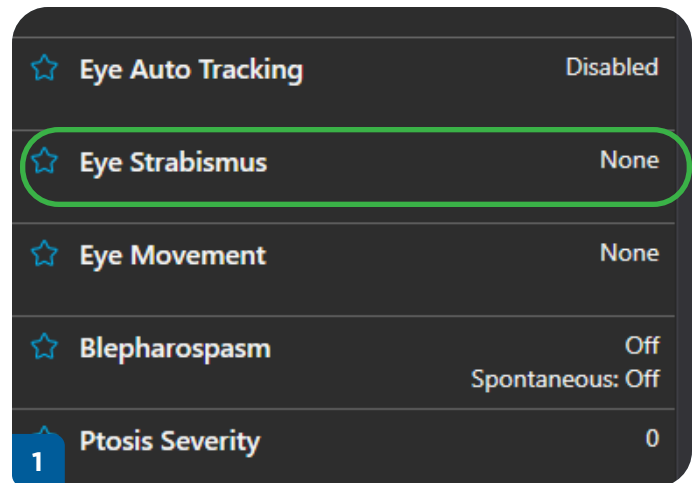 Eye Auto Tracking Disabled
Eye Strabismus None
Eye Movement None
Blepharospasm Off
Spontaneous: Off
Ptosis Severity 0
1